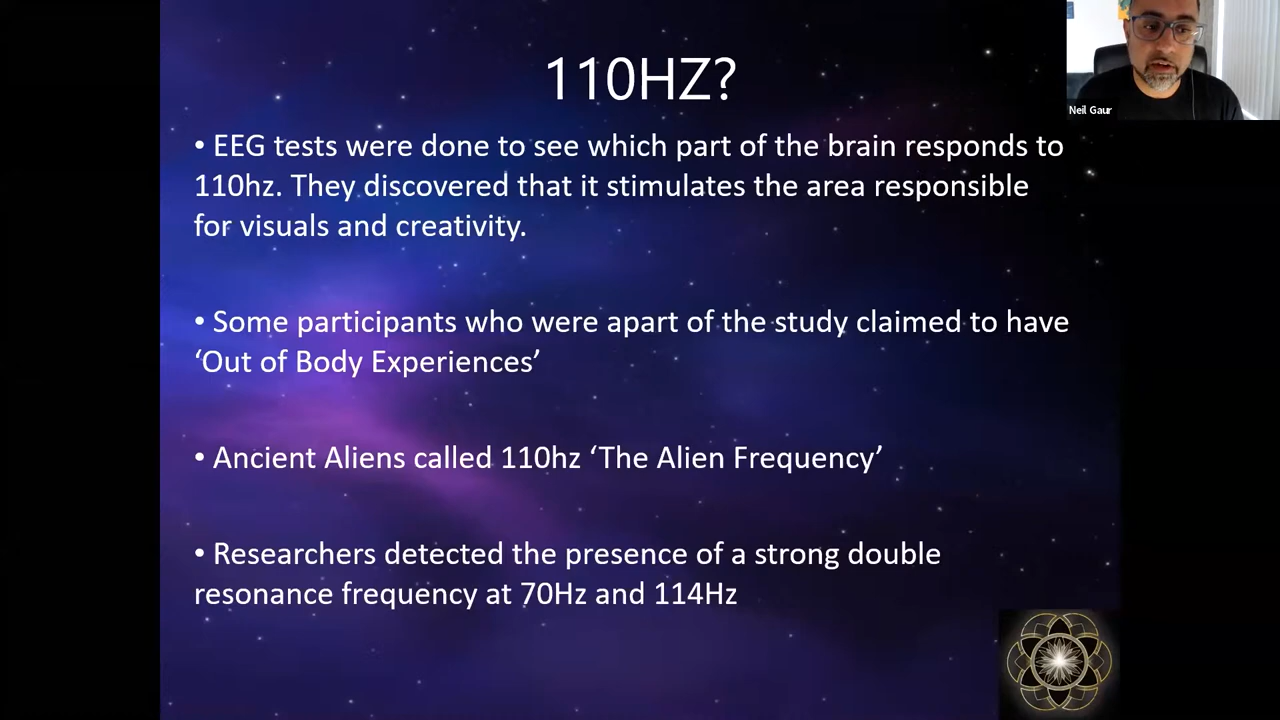 110HZ?
Neil Gaur
• EEG tests were done to see which part of the brain responds to
110hz. They discovered that it stimulates the area responsible
for visuals and creativity.
• Some participants who were apart of the study claimed to have
‘Out of Body Experiences’
• Ancient Aliens called 110hz ‘The Alien Frequency’
• Researchers detected the presence of a strong double
resonance frequency at 70Hz and 114Hz